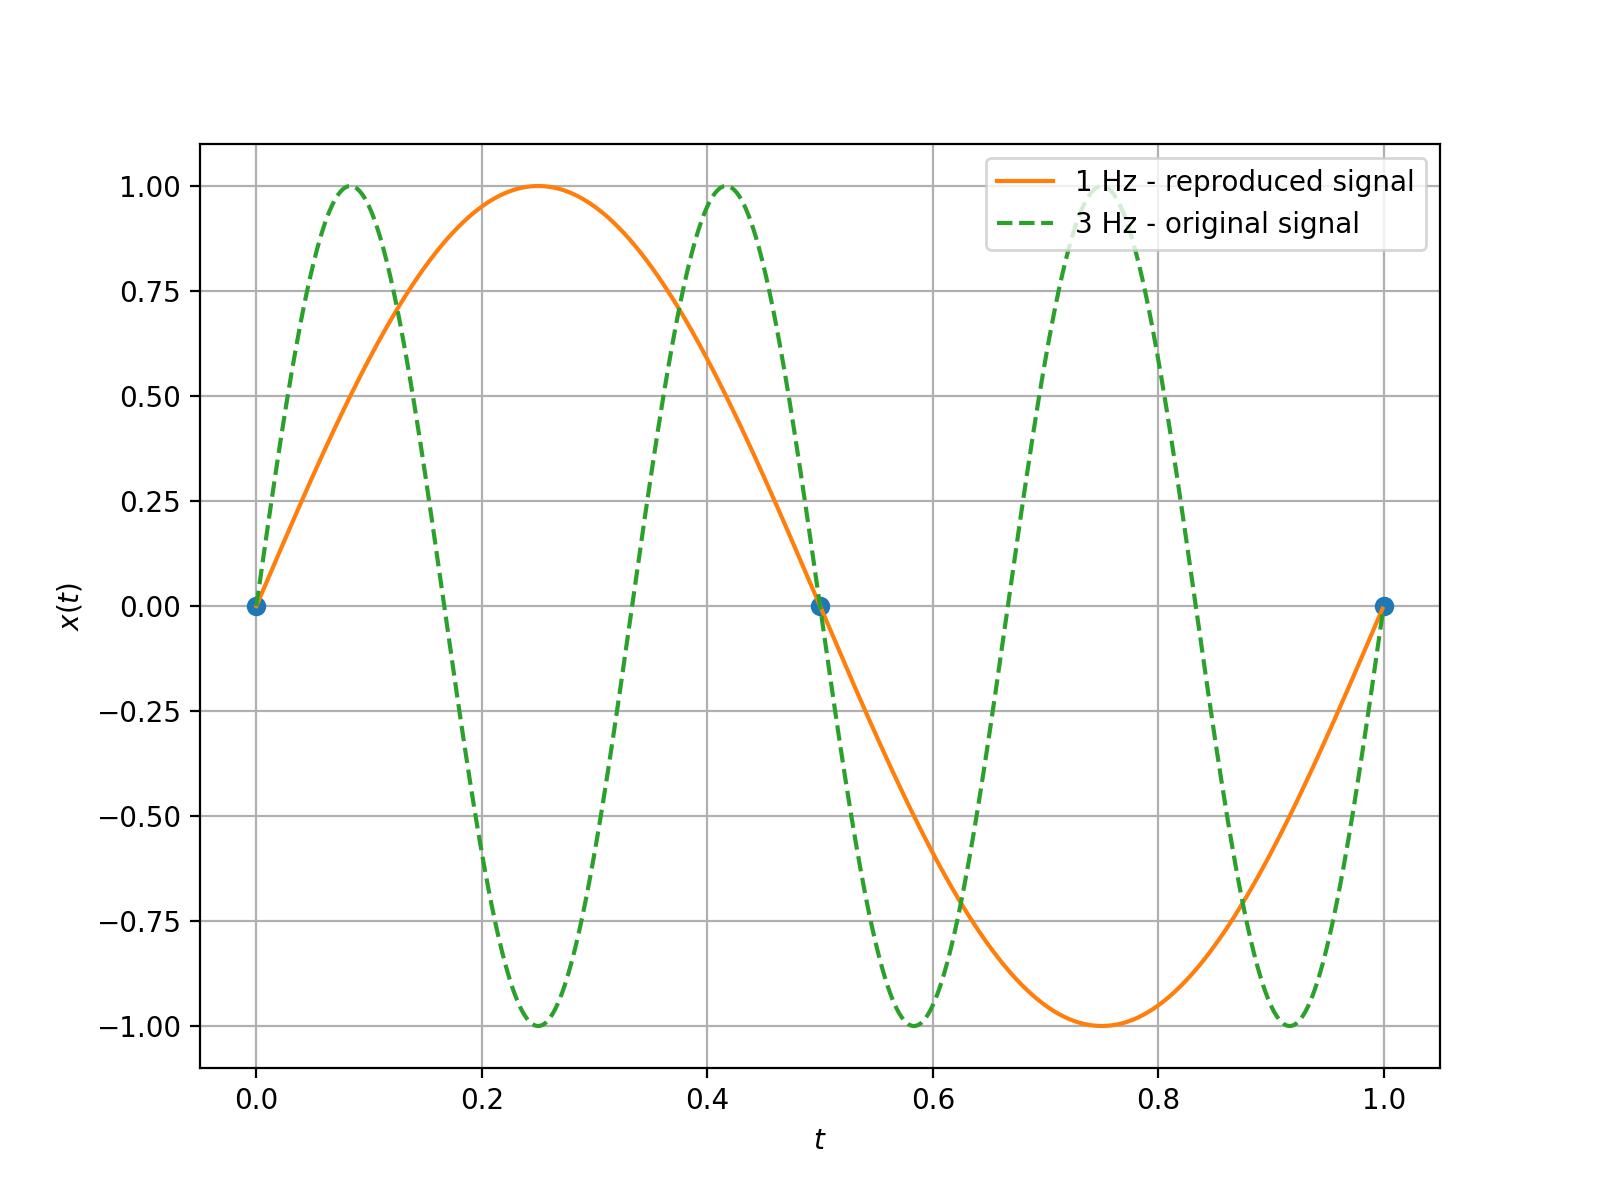 1 Hz - reproduced signal
3 Hz - original signal
1.00
0.75
0.50
0.25
0.00
−0.25
−0.50
−0.75
−1.00
x(t)
0.0 0.2 0.4 0.6 0.8 1.0
t